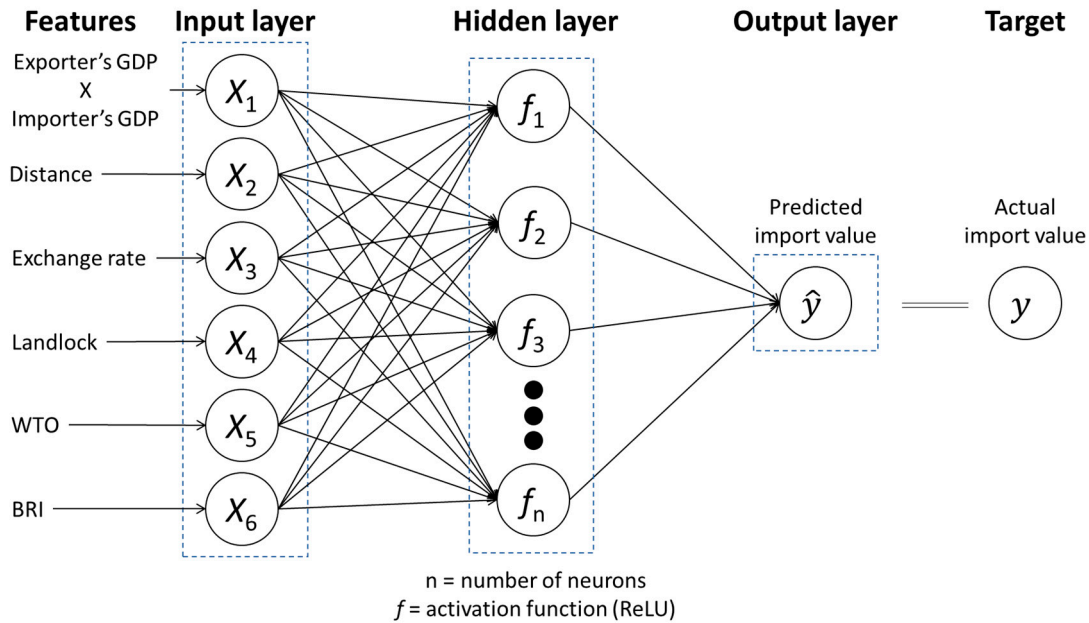 Features
Input layer
Hidden layer
Output layer
Target
Exporter's GDP
X
Importer's GDP
Distance
Exchange rate
Landlock
WTO
BRI
X1
X2
X3
X4
X5
X6
f1
f2
f3
fn
n = number of neurons
f = activation function (ReLU)
Predicted
import value
ŷ
Actual
import value
y